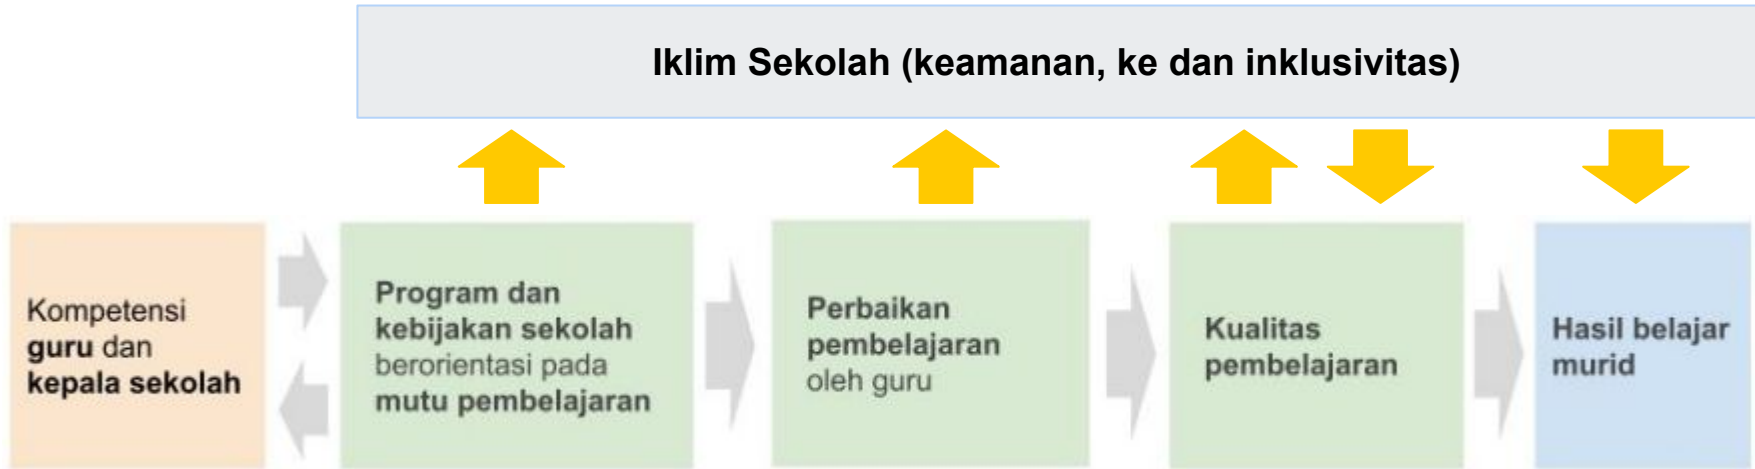 Iklim Sekolah (keamanan, ke dan inklusivitas)
Kompetensi
guru dan
kepala sekolah
Program dan
kebijakan sekolah
berorientasi pada
mutu pembelajaran
Perbaikan
pembelajaran
oleh guru
Kualitas
pembelajaran
Hasil belajar
murid